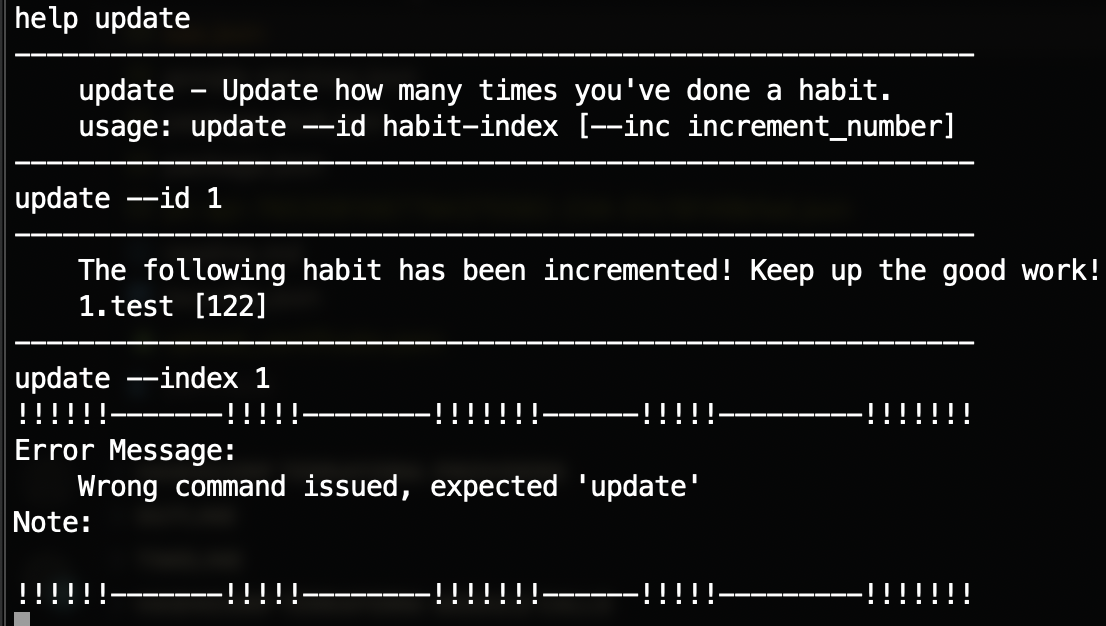 help update
------------------------------------------------------------
update - Update how many times you've done a habit.
usage: update --id habit-index [--inc increment_number]
------------------------------------------------------------
update --id 1
------------------------------------------------------------
The following habit has been incremented! Keep up the good work!
1.test [122]
------------------------------------------------------------
update --index 1
!!!!!!-------!!!!!--------!!!!!!!------!!!!!---------!!!!!!!
Error Message:
Wrong command issued, expected 'update'
Note:
!!!!!!-------!!!!!--------!!!!!!!------!!!!!---------!!!!!!!